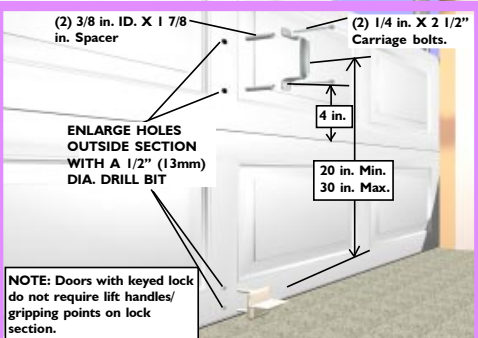 (2) 3/8 in. ID. X 1 7/8
in. Spacer
(2) 1/4 in. X 2 1/2”
Carriage bolts.
4 in.
ENLARGE HOLES
OUTSIDE SECTION
WITH A 1/2” (13mm)
DIA. DRILL BIT
20 in. Min.
30 in. Max.
NOTE: Doors with keyed lock
do not require lift handles/
gripping points on lock
section.